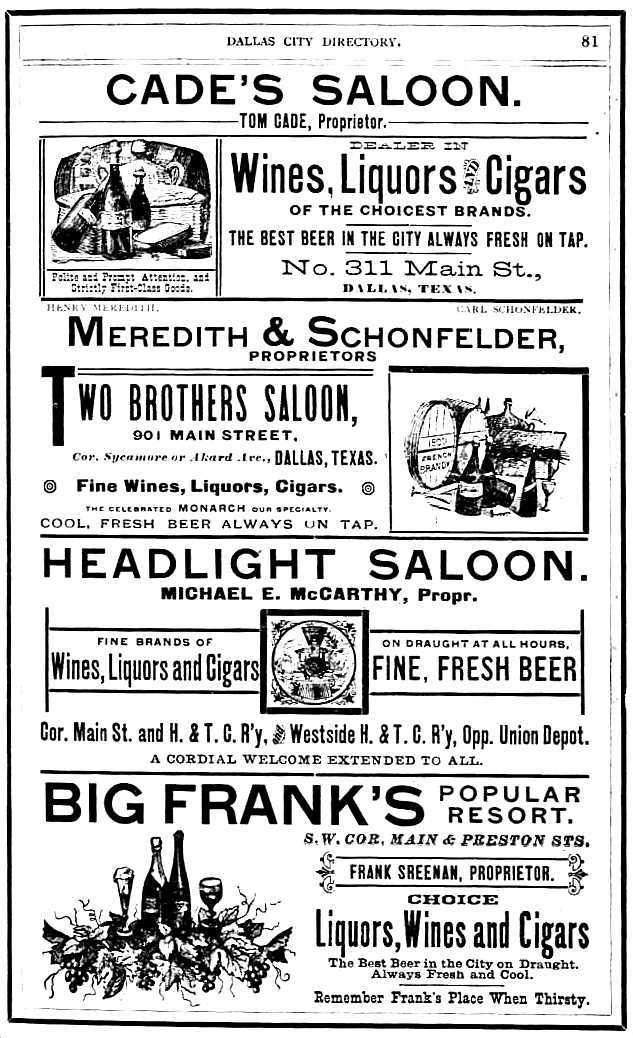 DALLAS CITY DIRECTORY. 81
CADE'S SALOON.
TOM CADE, Proprietor.
DEALER IN
Wines, Liquors & Cigars
OF THE CHOICEST BRANDS.
THE BEST BEER IN THE CITY ALWAYS FRESH ON TAP.
No. 311 Main St.,
DALLAS, TEXAS.
Polite and Prompt Attention, and
Strictly First-Class Goods.
HENRY MEREDITH. CARL SCHONFELDER.
MEREDITH & SCHONFELDER,
PROPRIETORS
TWO BROTHERS SALOON,
901 MAIN STREET,
Cor. Sycamore or Akard Ave., DALLAS, TEXAS.
Fine Wines, Liquors, Cigars.
THE CELEBRATED MONARCH OUR SPECIALTY.
COOL, FRESH BEER ALWAYS ON TAP.
FRENCH
BRANDY
HEADLIGHT SALOON.
MICHAEL E. McCARTHY, Propr.
FINE BRANDS OF
Wines, Liquors and Cigars
ON DRAUGHT AT ALL HOURS,
FINE, FRESH BEER
Cor. Main St. and H. & T. C. R'y, & Westside H. & T. C. R'y, Opp. Union Depot.
A CORDIAL WELCOME EXTENDED TO ALL.
BIG FRANK'S POPULAR RESORT.
S. W. COR. MAIN & PRESTON STS.
FRANK SREENAN, PROPRIETOR.
CHOICE
Liquors, Wines and Cigars
The Best Beer in the City on Draught.
Always Fresh and Cool.
Remember Frank's Place When Thirsty.